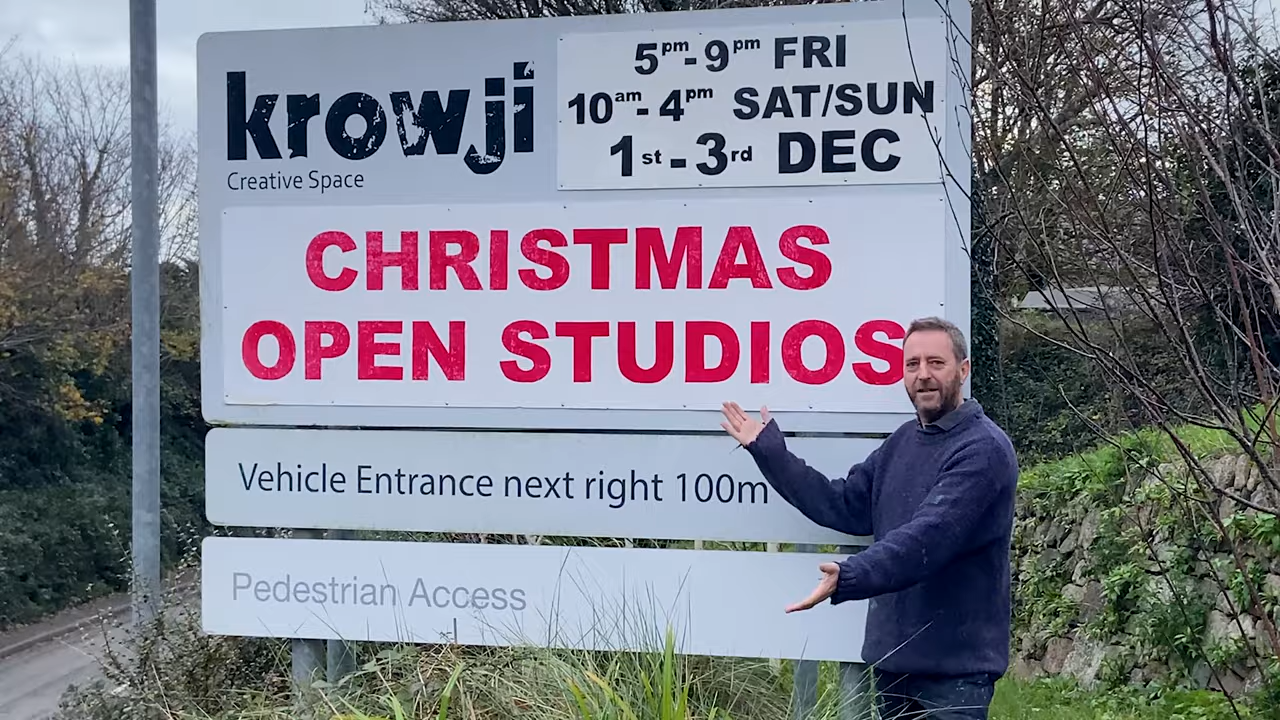 krowji
Creative Space
5pm - 9pm FRI
10am - 4pm SAT/SUN
1st - 3rd DEC
CHRISTMAS
OPEN STUDIOS
Vehicle Entrance next right 100m
Pedestrian Access